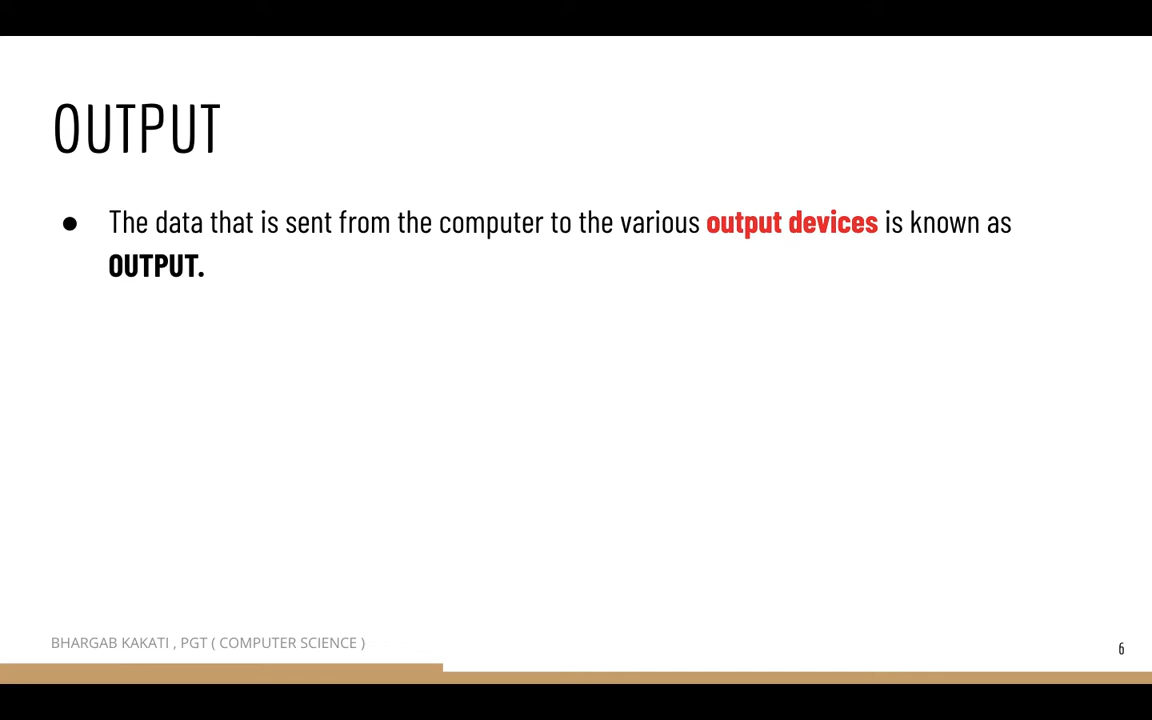 OUTPUT
● The data that is sent from the computer to the various output devices is known as
OUTPUT.
BHARGAB KAKATI , PGT ( COMPUTER SCIENCE )
6